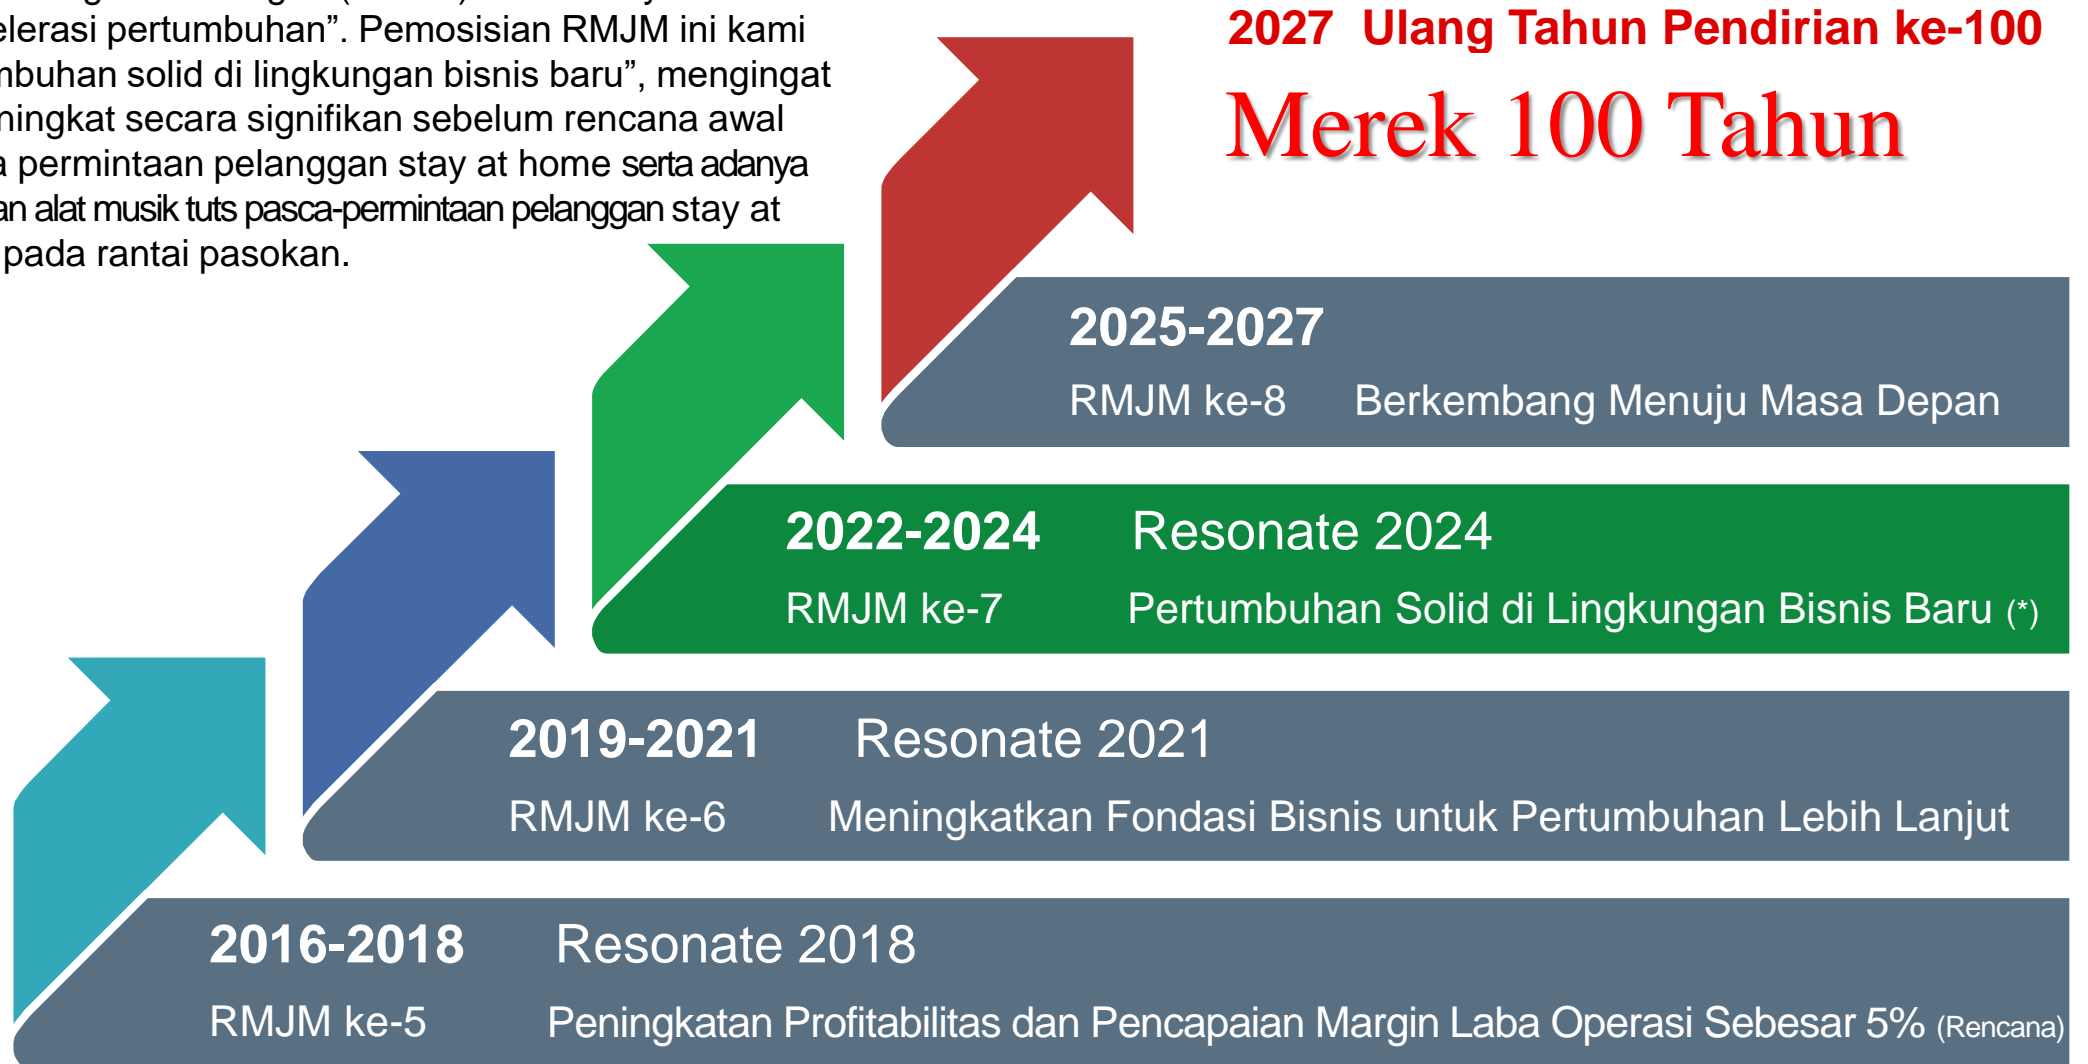 elerasi pertumbuhan”. Pemosisian RMJM ini kami
mbuhan solid di lingkungan bisnis baru”, mengingat
ningkat secara signifikan sebelum rencana awal
a permintaan pelanggan stay at home serta adanya
an alat musik tuts pasca-permintaan pelanggan stay at
pada rantai pasokan.
2027 Ulang Tahun Pendirian ke-100
Merek 100 Tahun
2025-2027
RMJM ke-8 Berkembang Menuju Masa Depan
2022-2024 Resonate 2024
RMJM ke-7 Pertumbuhan Solid di Lingkungan Bisnis Baru (*)
2019-2021 Resonate 2021
RMJM ke-6 Meningkatkan Fondasi Bisnis untuk Pertumbuhan Lebih Lanjut
2016-2018 Resonate 2018
RMJM ke-5 Peningkatan Profitabilitas dan Pencapaian Margin Laba Operasi Sebesar 5% (Rencana)